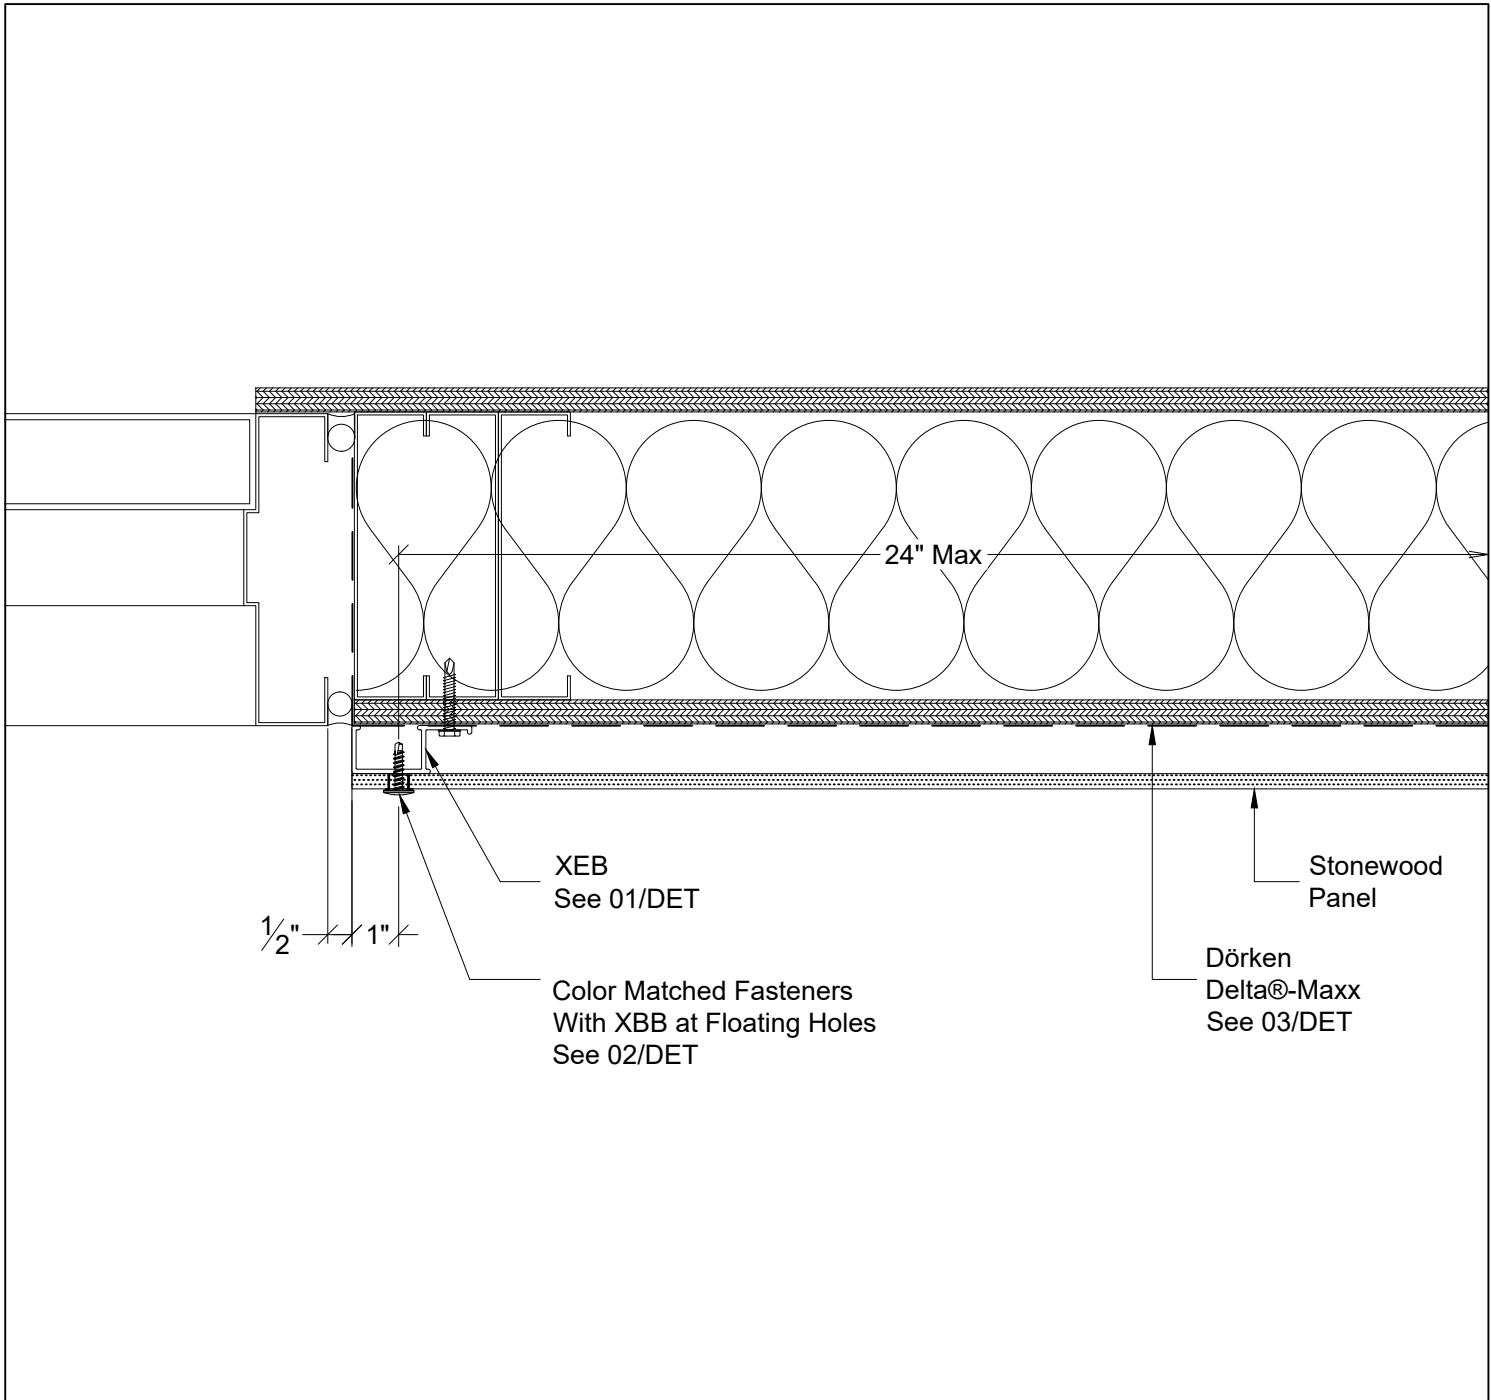 24" Max
XEB
See 01/DET
Stonewood
Panel
1/2"
1"
Color Matched Fasteners
With XBB at Floating Holes
See 02/DET
Dörken
Delta®-Maxx
See 03/DET